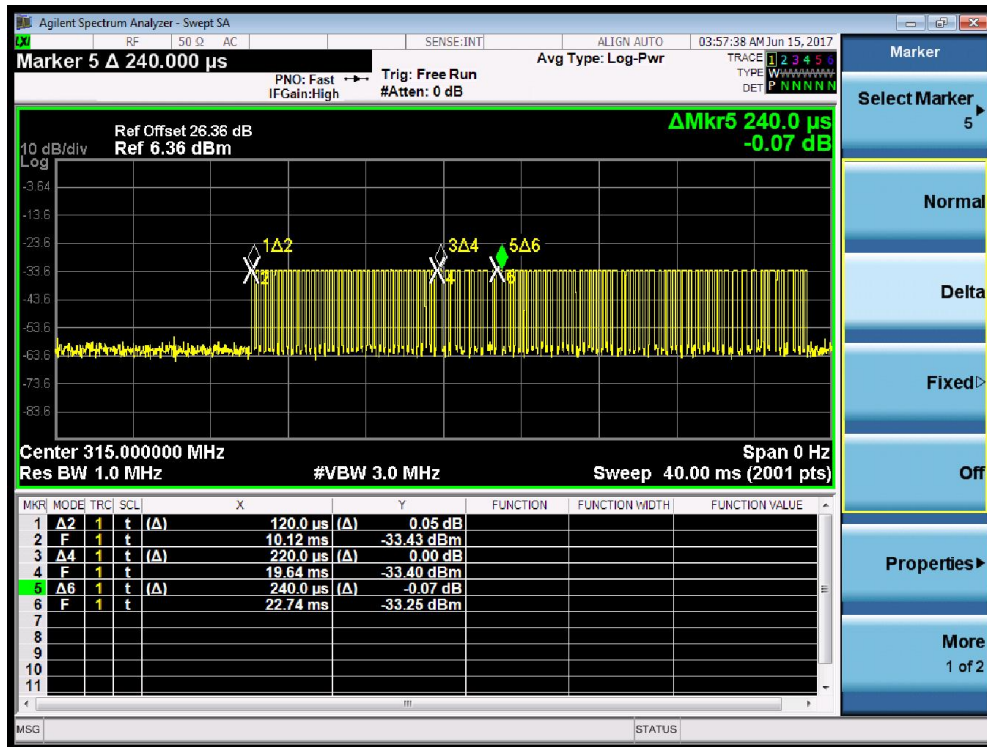 Agilent Spectrum Analyzer - Swept SA
LXI RF 50 Ω AC SENSE:INT ALIGN AUTO 03:57:38 AM Jun 15, 2017
Marker 5 Δ 240.000 µs
PNO: Fast
IFGain:High
Trig: Free Run
#Atten: 0 dB
Avg Type: Log-Pwr
TRACE 1 2 3 4 5 6
TYPE W
DET P N N N N N
ΔMkr5 240.0 µs
-0.07 dB
Ref Offset 26.36 dB
10 dB/div Ref 6.36 dBm
Log
-3.64
-13.6
-23.6
-33.6
-43.6
-53.6
-63.6
-73.6
-83.6
1Δ2 3Δ4 5Δ6
2 4 6
Center 315.000000 MHz Span 0 Hz
Res BW 1.0 MHz #VBW 3.0 MHz Sweep 40.00 ms (2001 pts)
MKR MODE TRC SCL X Y FUNCTION FUNCTION WIDTH FUNCTION VALUE
1 Δ2 1 t (Δ) 120.0 µs (Δ) 0.05 dB
2 F 1 t 10.12 ms -33.43 dBm
3 Δ4 1 t (Δ) 220.0 µs (Δ) 0.00 dB
4 F 1 t 19.64 ms -33.40 dBm
5 Δ6 1 t (Δ) 240.0 µs (Δ) -0.07 dB
6 F 1 t 22.74 ms -33.25 dBm
7
8
9
10
11
MSG STATUS
Marker
Select Marker
5
Normal
Delta
Fixed
Off
Properties
More
1 of 2